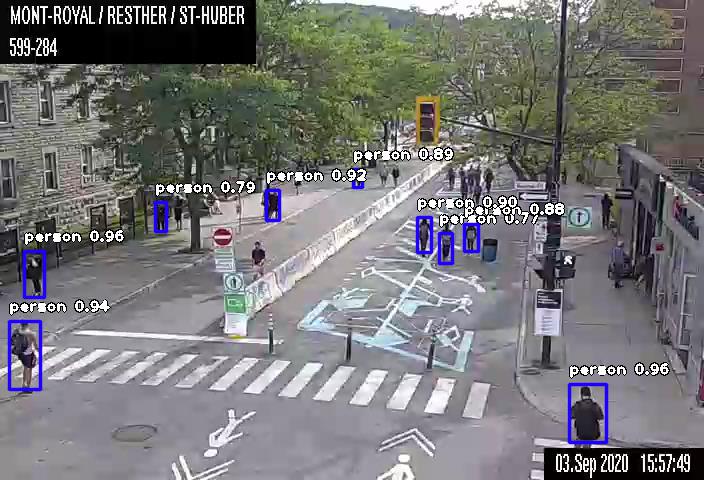 MONT-ROYAL / RESTHER / ST-HUBER
599-284
person 0.89
person 0.92
person 0.79
person 0.90
person 0.88
person 0.77
person 0.96
person 0.94
person 0.96
03.Sep 2020 15:57:49